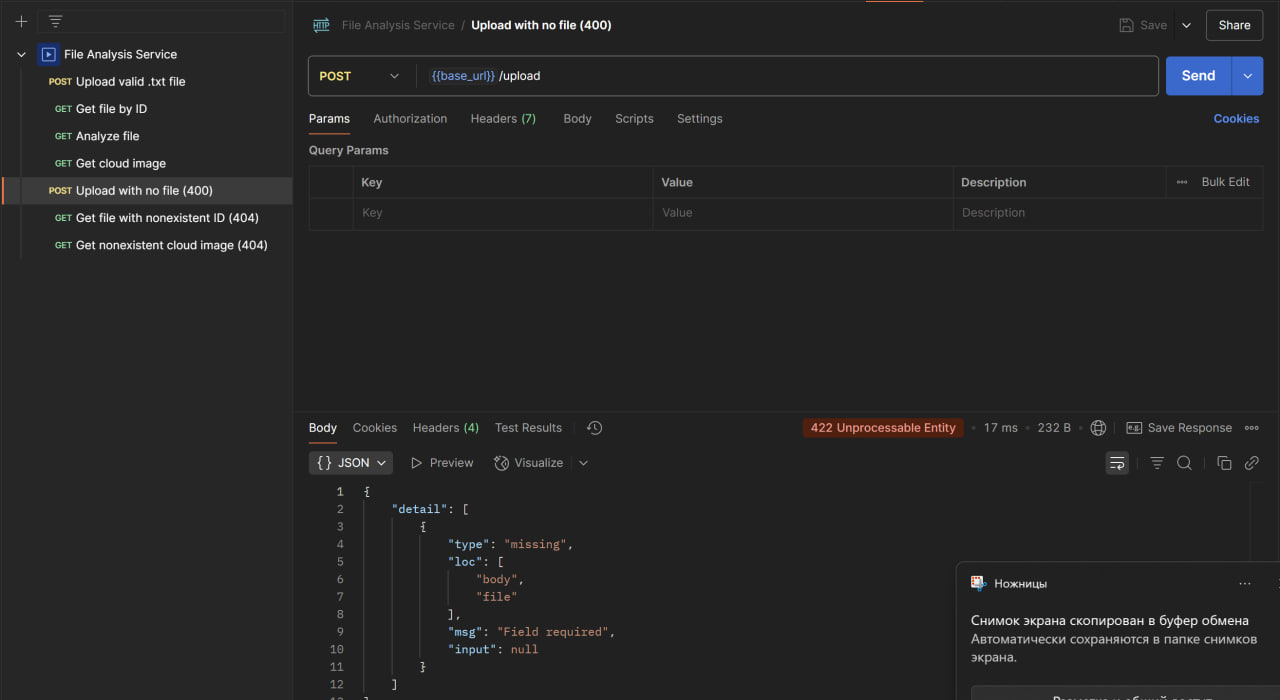 File Analysis Service
POST Upload valid .txt file
GET Get file by ID
GET Analyze file
GET Get cloud image
POST Upload with no file (400)
GET Get file with nonexistent ID (404)
GET Get nonexistent cloud image (404)
HTTP File Analysis Service / Upload with no file (400)
Save Share
POST {{base_url}} /upload Send
Params Authorization Headers (7) Body Scripts Settings Cookies
Query Params
Key Value Description ••• Bulk Edit
Key Value Description
Body Cookies Headers (4) Test Results 422 Unprocessable Entity • 17 ms • 232 B • e.g. Save Response •••
{} JSON Preview Visualize
1 {
2 "detail": [
3 {
4 "type": "missing",
5 "loc": [
6 "body",
7 "file"
8 ],
9 "msg": "Field required",
10 "input": null
11 }
12 ]
Ножницы ...
Снимок экрана скопирован в буфер обмена
Автоматически сохраняются в папке снимков
экрана.